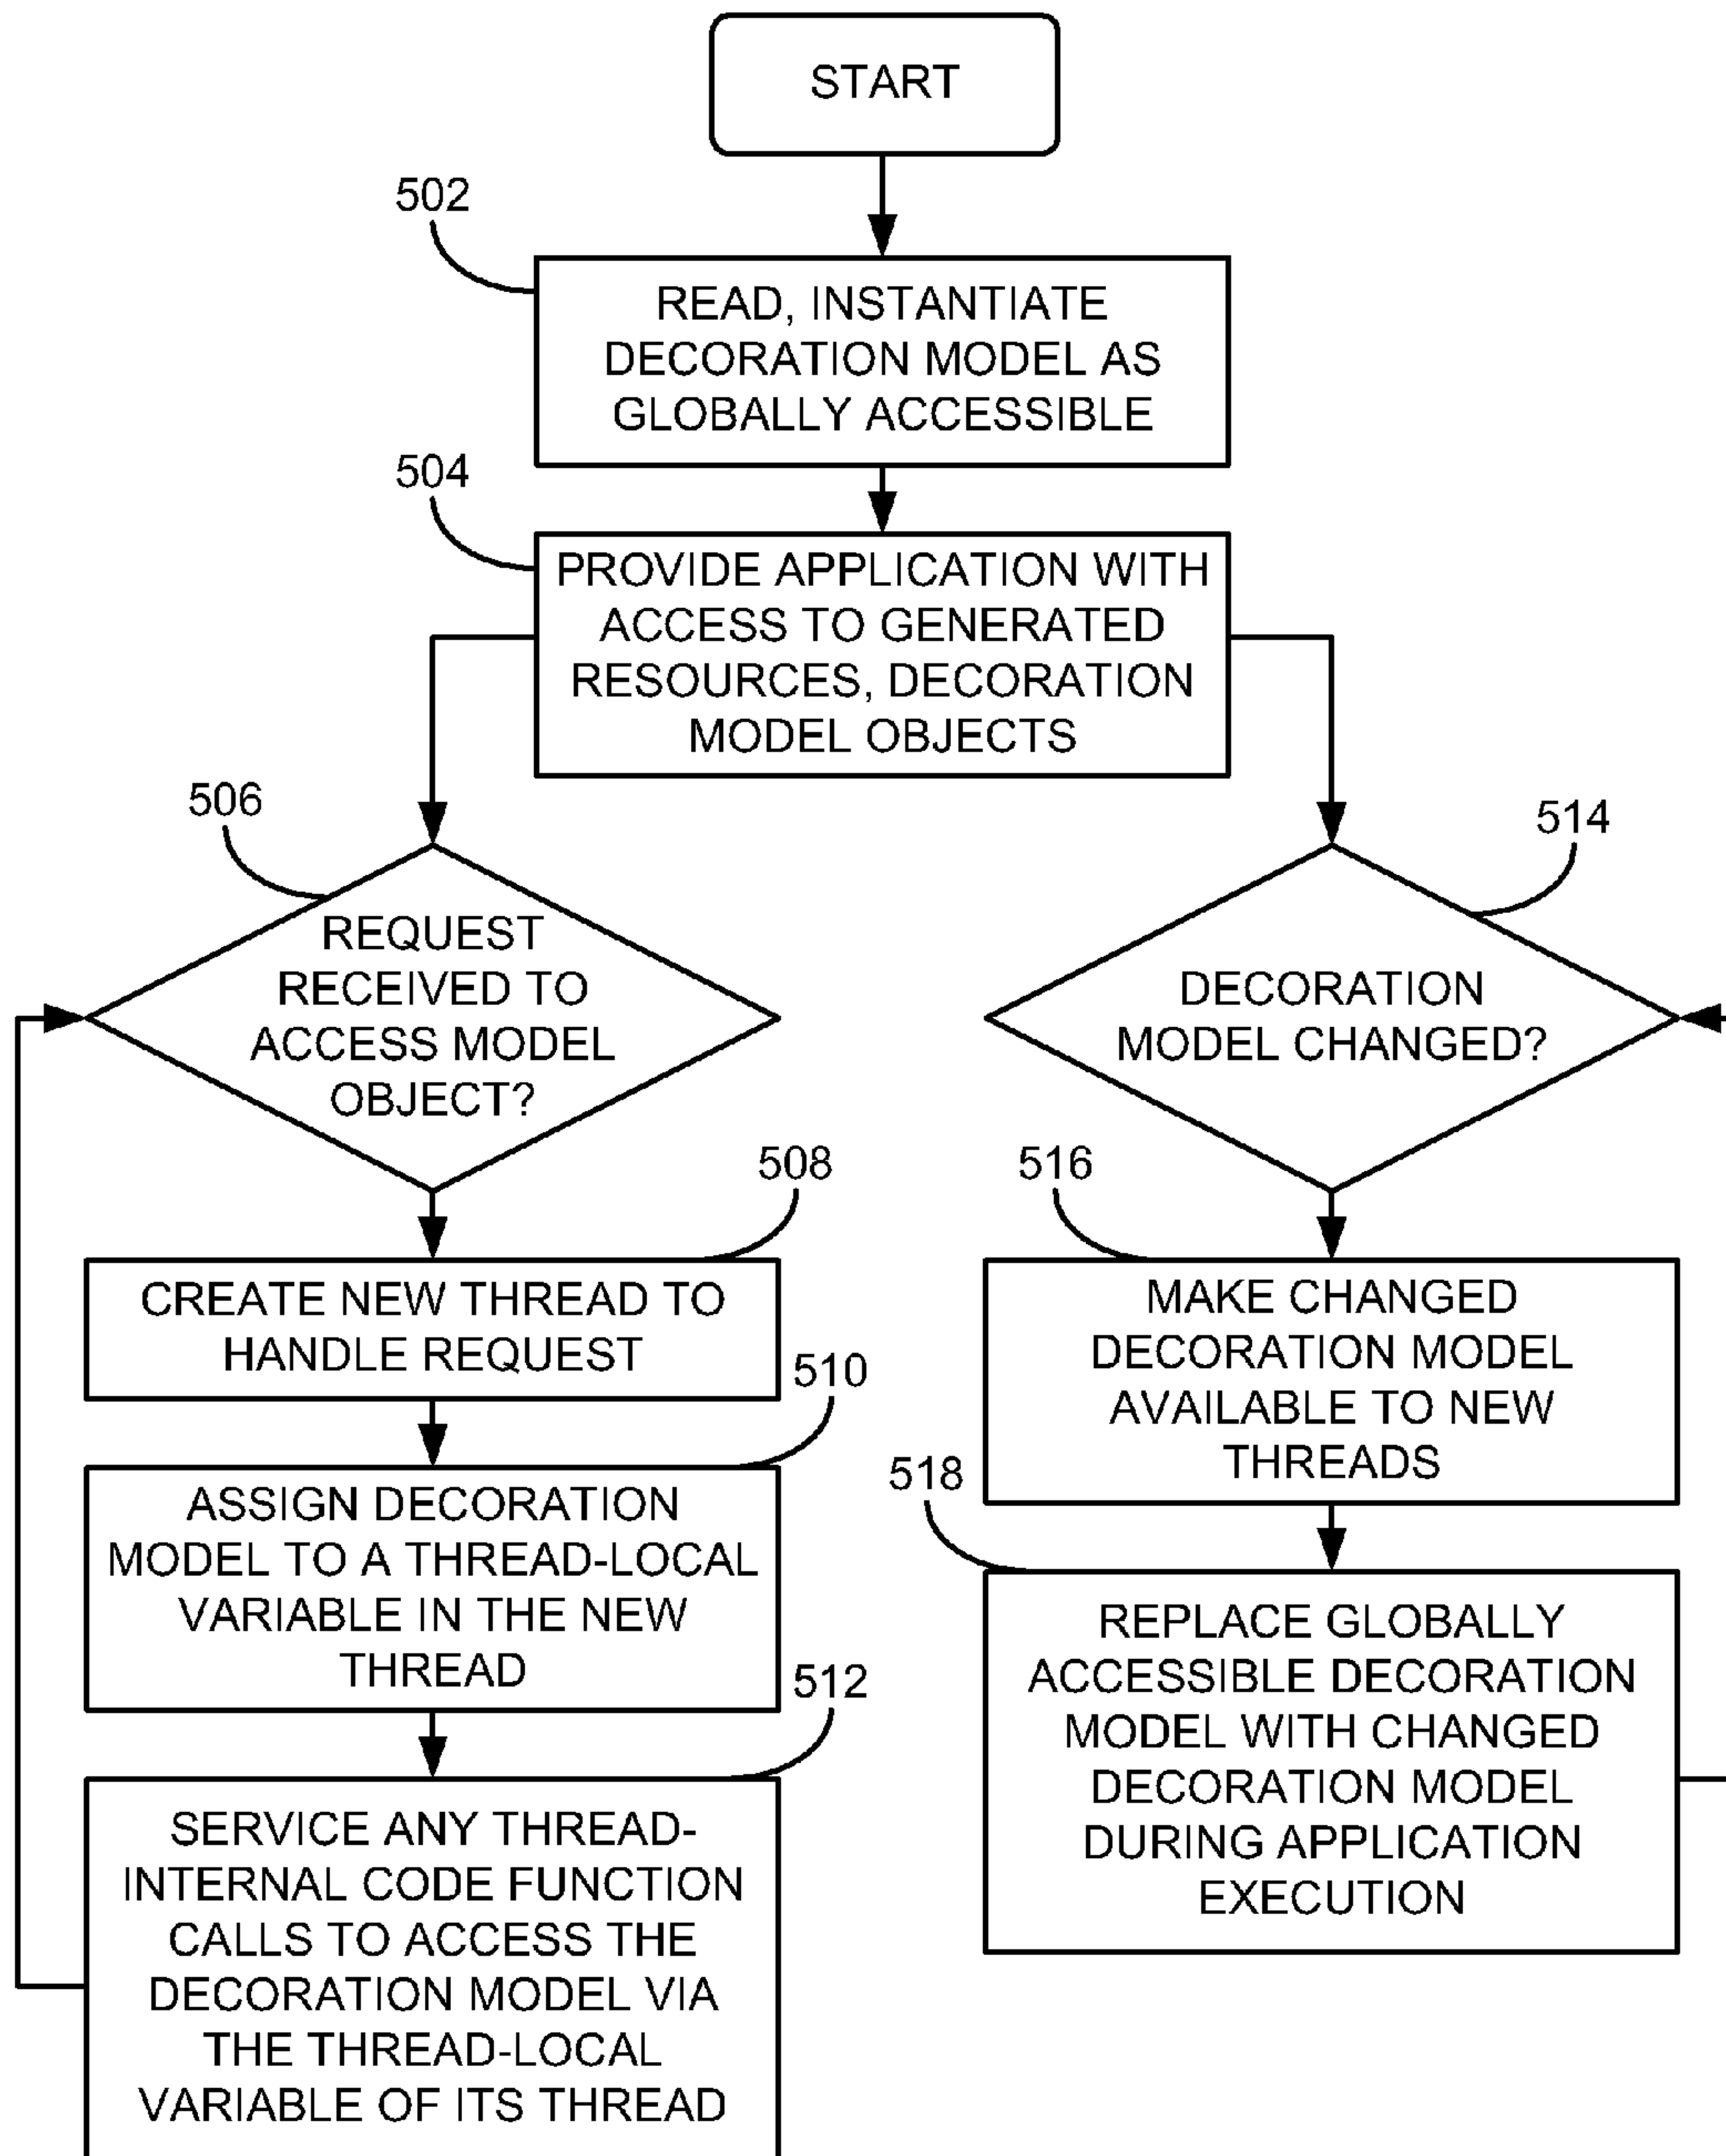 START
502
READ, INSTANTIATE
DECORATION MODEL AS
GLOBALLY ACCESSIBLE
504
PROVIDE APPLICATION WITH
ACCESS TO GENERATED
RESOURCES, DECORATION
MODEL OBJECTS
506
REQUEST
RECEIVED TO
ACCESS MODEL
OBJECT?
508
CREATE NEW THREAD TO
HANDLE REQUEST
510
ASSIGN DECORATION
MODEL TO A THREAD-LOCAL
VARIABLE IN THE NEW
THREAD
512
SERVICE ANY THREAD-
INTERNAL CODE FUNCTION
CALLS TO ACCESS THE
DECORATION MODEL VIA
THE THREAD-LOCAL
VARIABLE OF ITS THREAD
514
DECORATION
MODEL CHANGED?
516
MAKE CHANGED
DECORATION MODEL
AVAILABLE TO NEW
THREADS
518
REPLACE GLOBALLY
ACCESSIBLE DECORATION
MODEL WITH CHANGED
DECORATION MODEL
DURING APPLICATION
EXECUTION